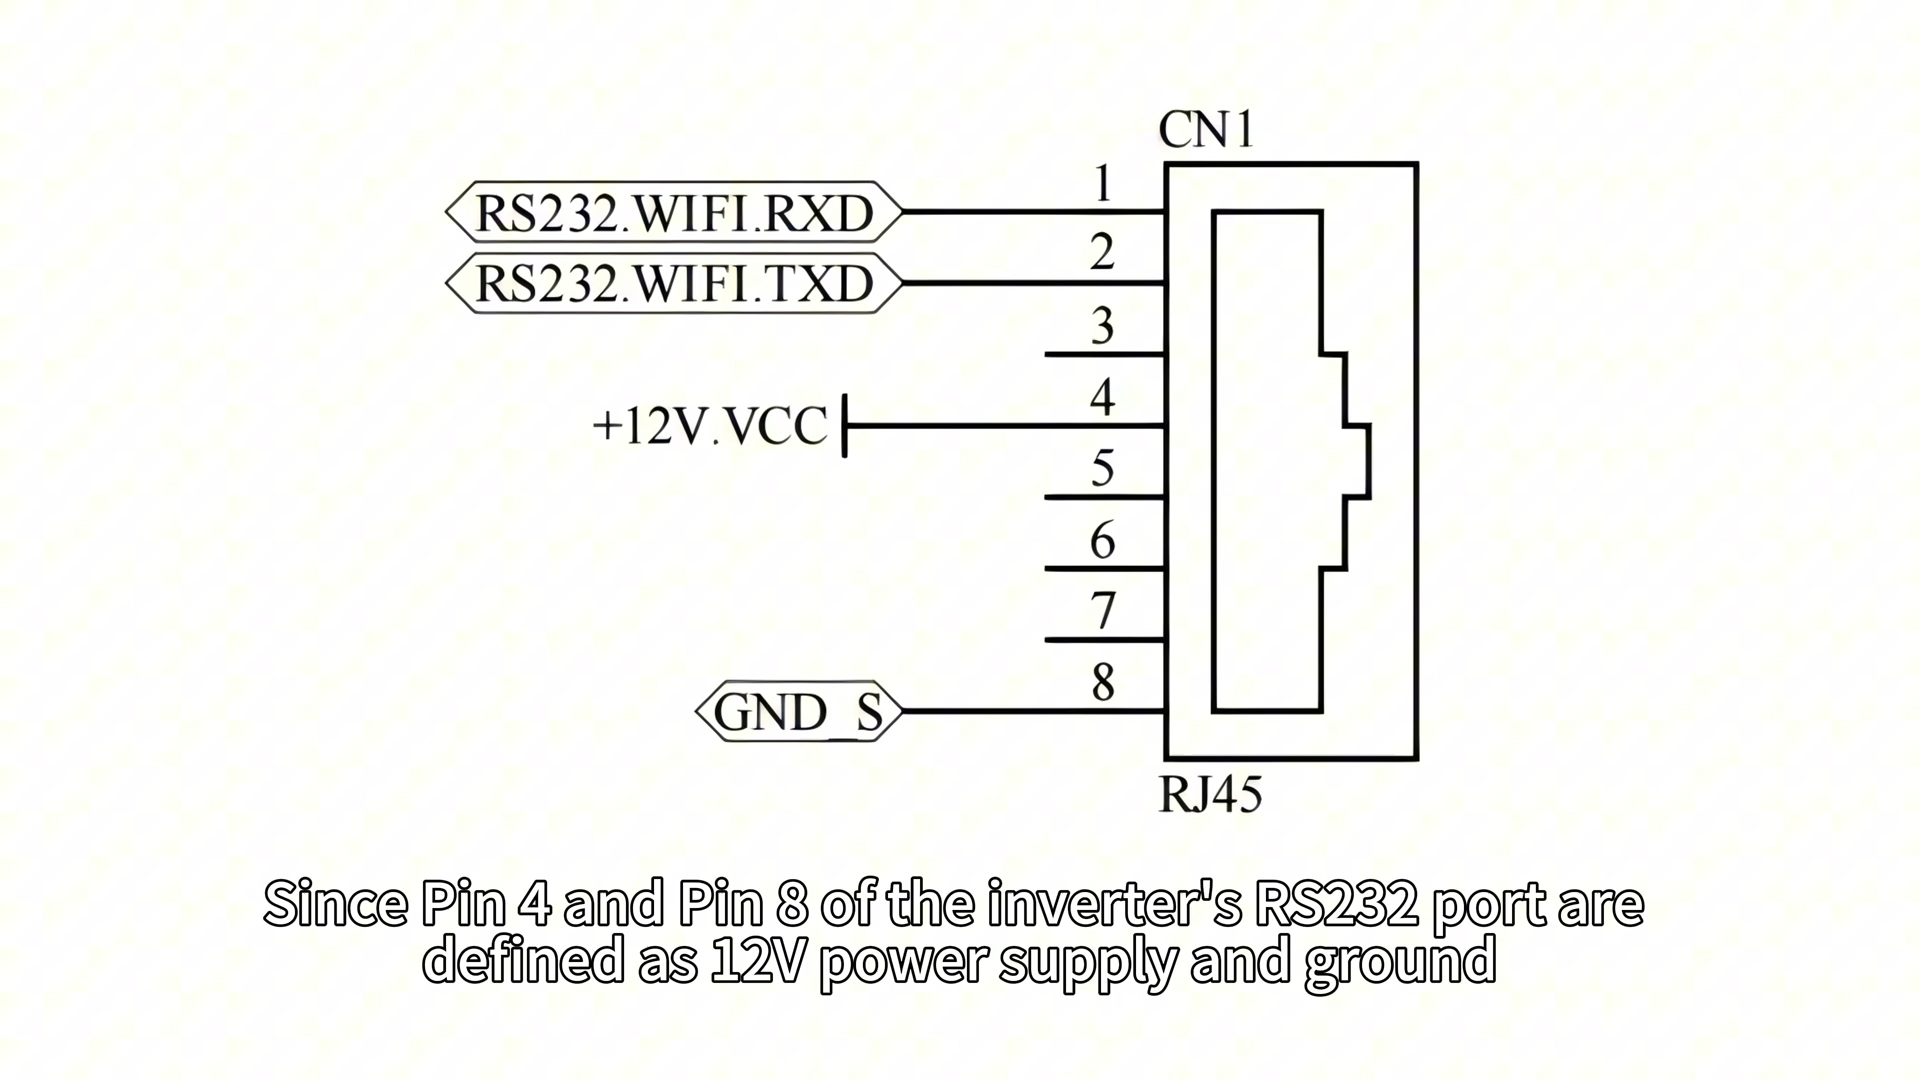 CN1
1
RS232.WIFI.RXD
2
RS232.WIFI.TXD
3
4
+12V.VCC
5
6
7
8
GND_S
RJ45
Since Pin 4 and Pin 8 of the inverter's RS232 port are
defined as 12V power supply and ground